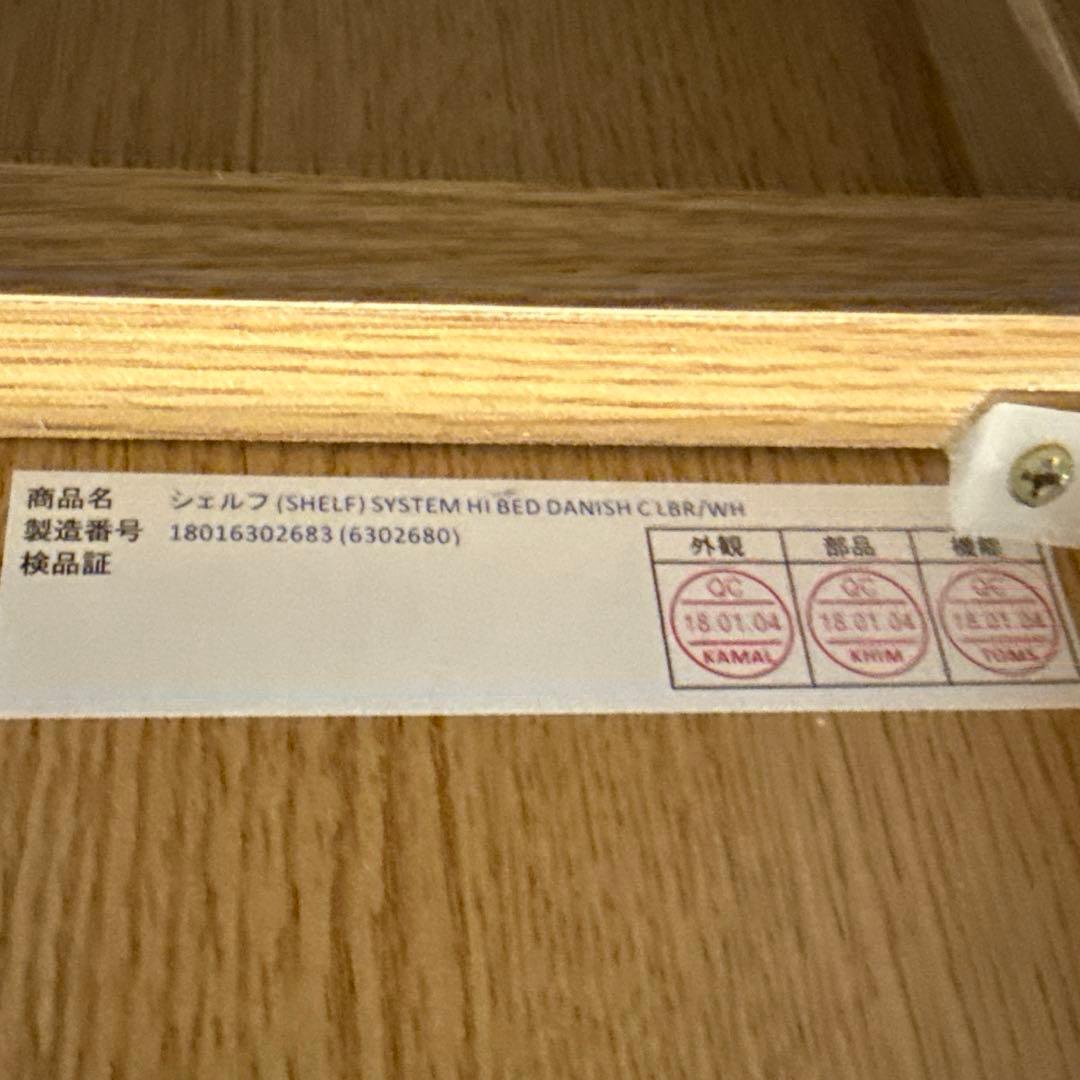 商品名 シェルフ (SHELF) SYSTEM HI BED DANISH C LBR/WH
製造番号 18016302683 (6302680)
検品証
外観 部品 機能
QC QC QC
18.01.04 18.01.04 18.01.04
KAMAL KHIM